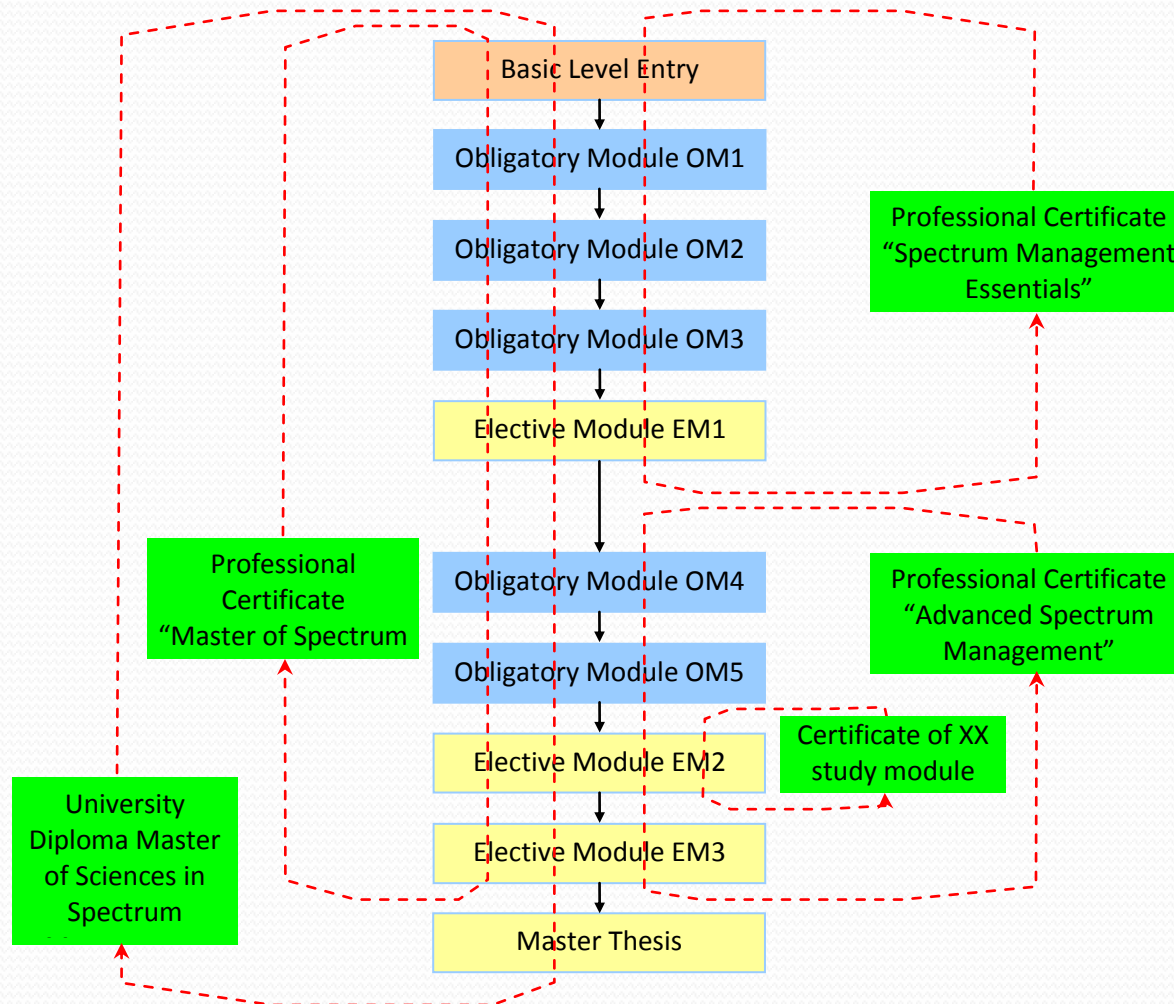 Basic Level Entry
Obligatory Module OM1
Obligatory Module OM2
Obligatory Module OM3
Elective Module EM1
Obligatory Module OM4
Obligatory Module OM5
Elective Module EM2
Elective Module EM3
Master Thesis
Professional Certificate
“Spectrum Management
Essentials”
Professional Certificate
“Advanced Spectrum
Management”
Certificate of XX
study module
Professional
Certificate
“Master of Spectrum
University
Diploma Master
of Sciences in
Spectrum